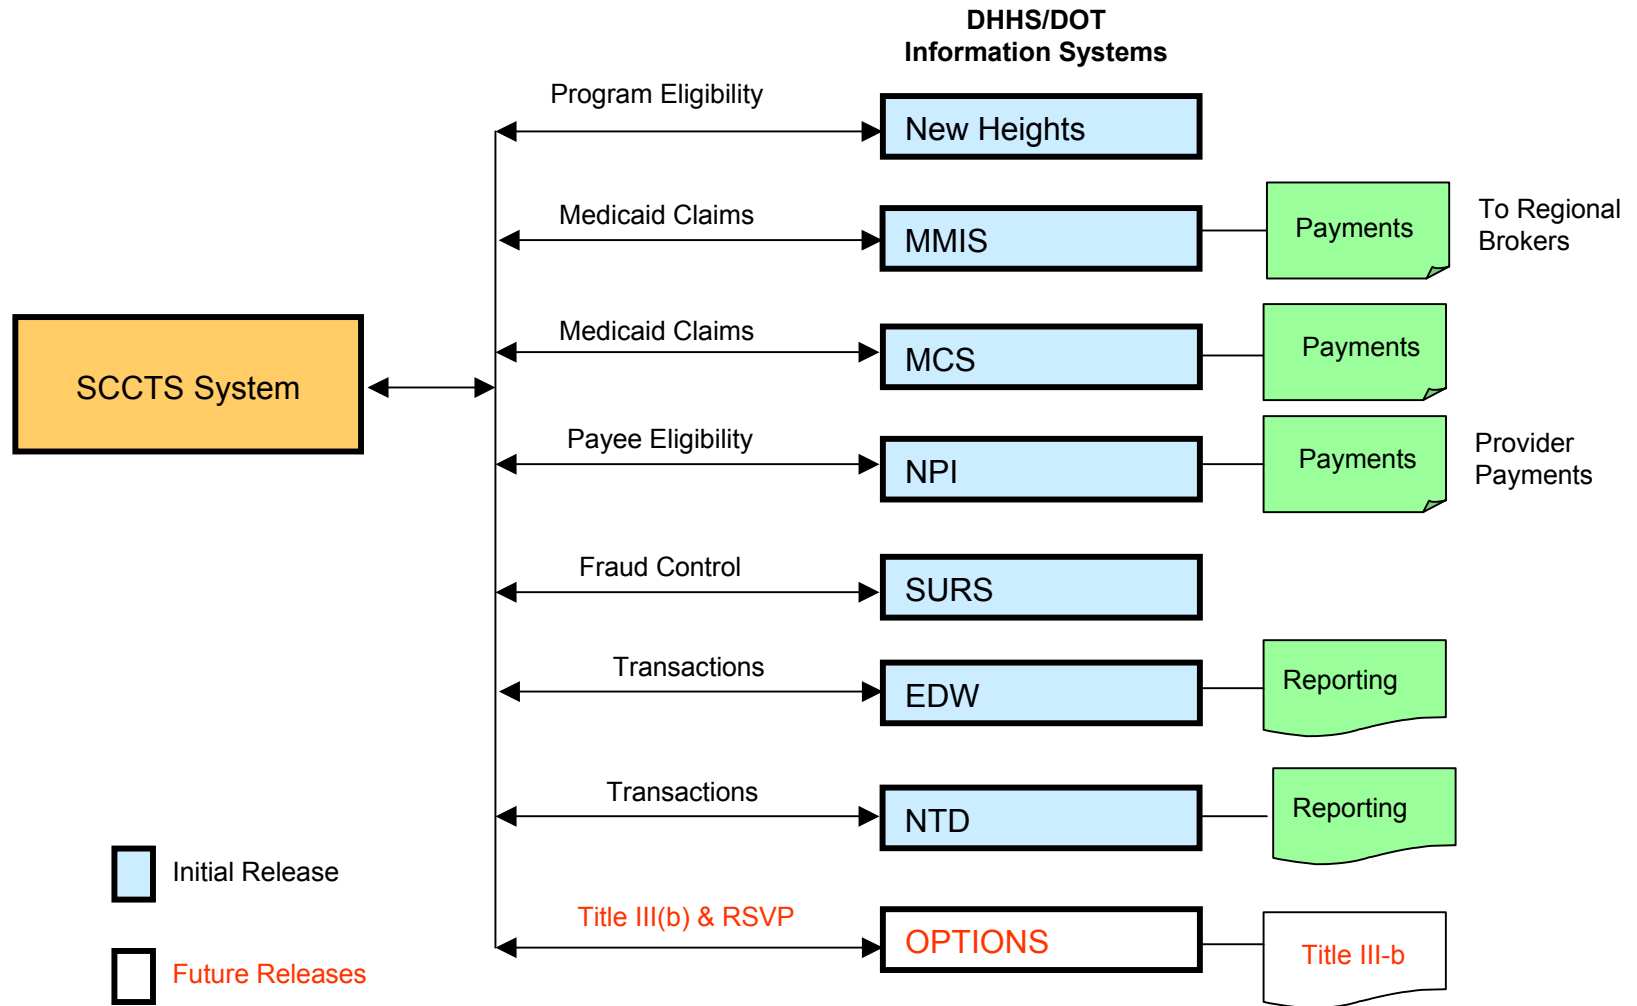 DHHS/DOT
Information Systems
Program Eligibility
New Heights
Medicaid Claims
MMIS
Payments
To Regional
Brokers
Medicaid Claims
MCS
Payments
SCCTS System
Payee Eligibility
NPI
Payments
Provider
Payments
Fraud Control
SURS
Transactions
EDW
Reporting
Transactions
NTD
Reporting
Initial Release
Title III(b) & RSVP
OPTIONS
Title III-b
Future Releases